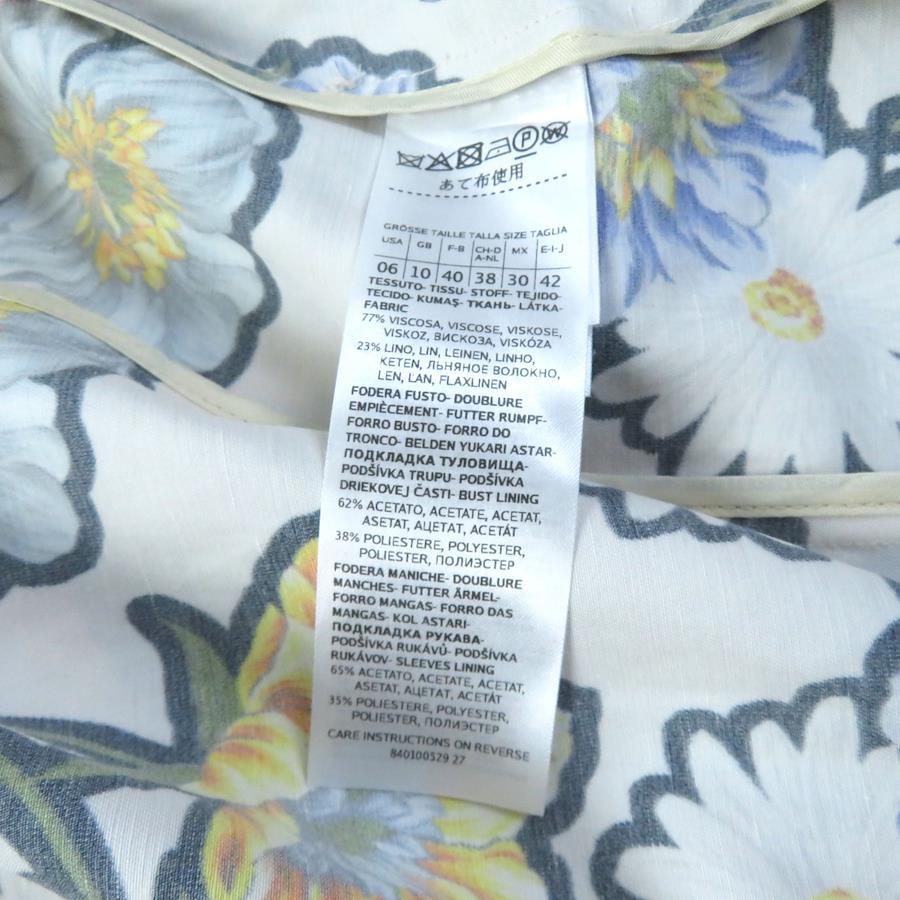 P W
あて布使用
GRÖSSE TAILLE TALLA SIZE TAGLIA
USA GB F-B CH-D A-NL MX E-I-J
06 10 40 38 30 42
TESSUTO- TISSU- STOFF- TEJIDO-
TECIDO- KUMAŞ- ТКАНЬ- LÁTKA-
FABRIC
77% VISCOSA, VISCOSE, VISKOSE,
VISKOZ, ВИСКОЗА, VISKÓZA
23% LINO, LIN, LEINEN, LINHO,
KETEN, ЛЬНЯНОЕ ВОЛОКНО,
LEN, ĽAN, FLAXLINEN
FODERA FUSTO- DOUBLURE
EMPIÈCEMENT- FUTTER RUMPF-
FORRO BUSTO- FORRO DO
TRONCO- BELDEN YUKARI ASTAR-
ПОДКЛАДКА ТУЛОВИЩА-
PODŠÍVKA TRUPU- PODŠÍVKA
DRIEKOVEJ ČASTI- BUST LINING
62% ACETATO, ACETATE, ACETAT,
ASETAT, АЦЕТАТ, ACETÁT
38% POLIESTERE, POLYESTER,
POLIESTER, ПОЛИЭСТЕР
FODERA MANICHE- DOUBLURE
MANCHES- FUTTER ÄRMEL-
FORRO MANGAS- FORRO DAS
MANGAS- KOL ASTARI-
ПОДКЛАДКА РУКАВА-
PODŠÍVKA RUKÁVŮ- PODŠÍVKA
RUKÁVOV- SLEEVES LINING
65% ACETATO, ACETATE, ACETAT,
ASETAT, АЦЕТАТ, ACETÁT
35% POLIESTERE, POLYESTER,
POLIESTER, ПОЛИЭСТЕР
CARE INSTRUCTIONS ON REVERSE
840100529 27